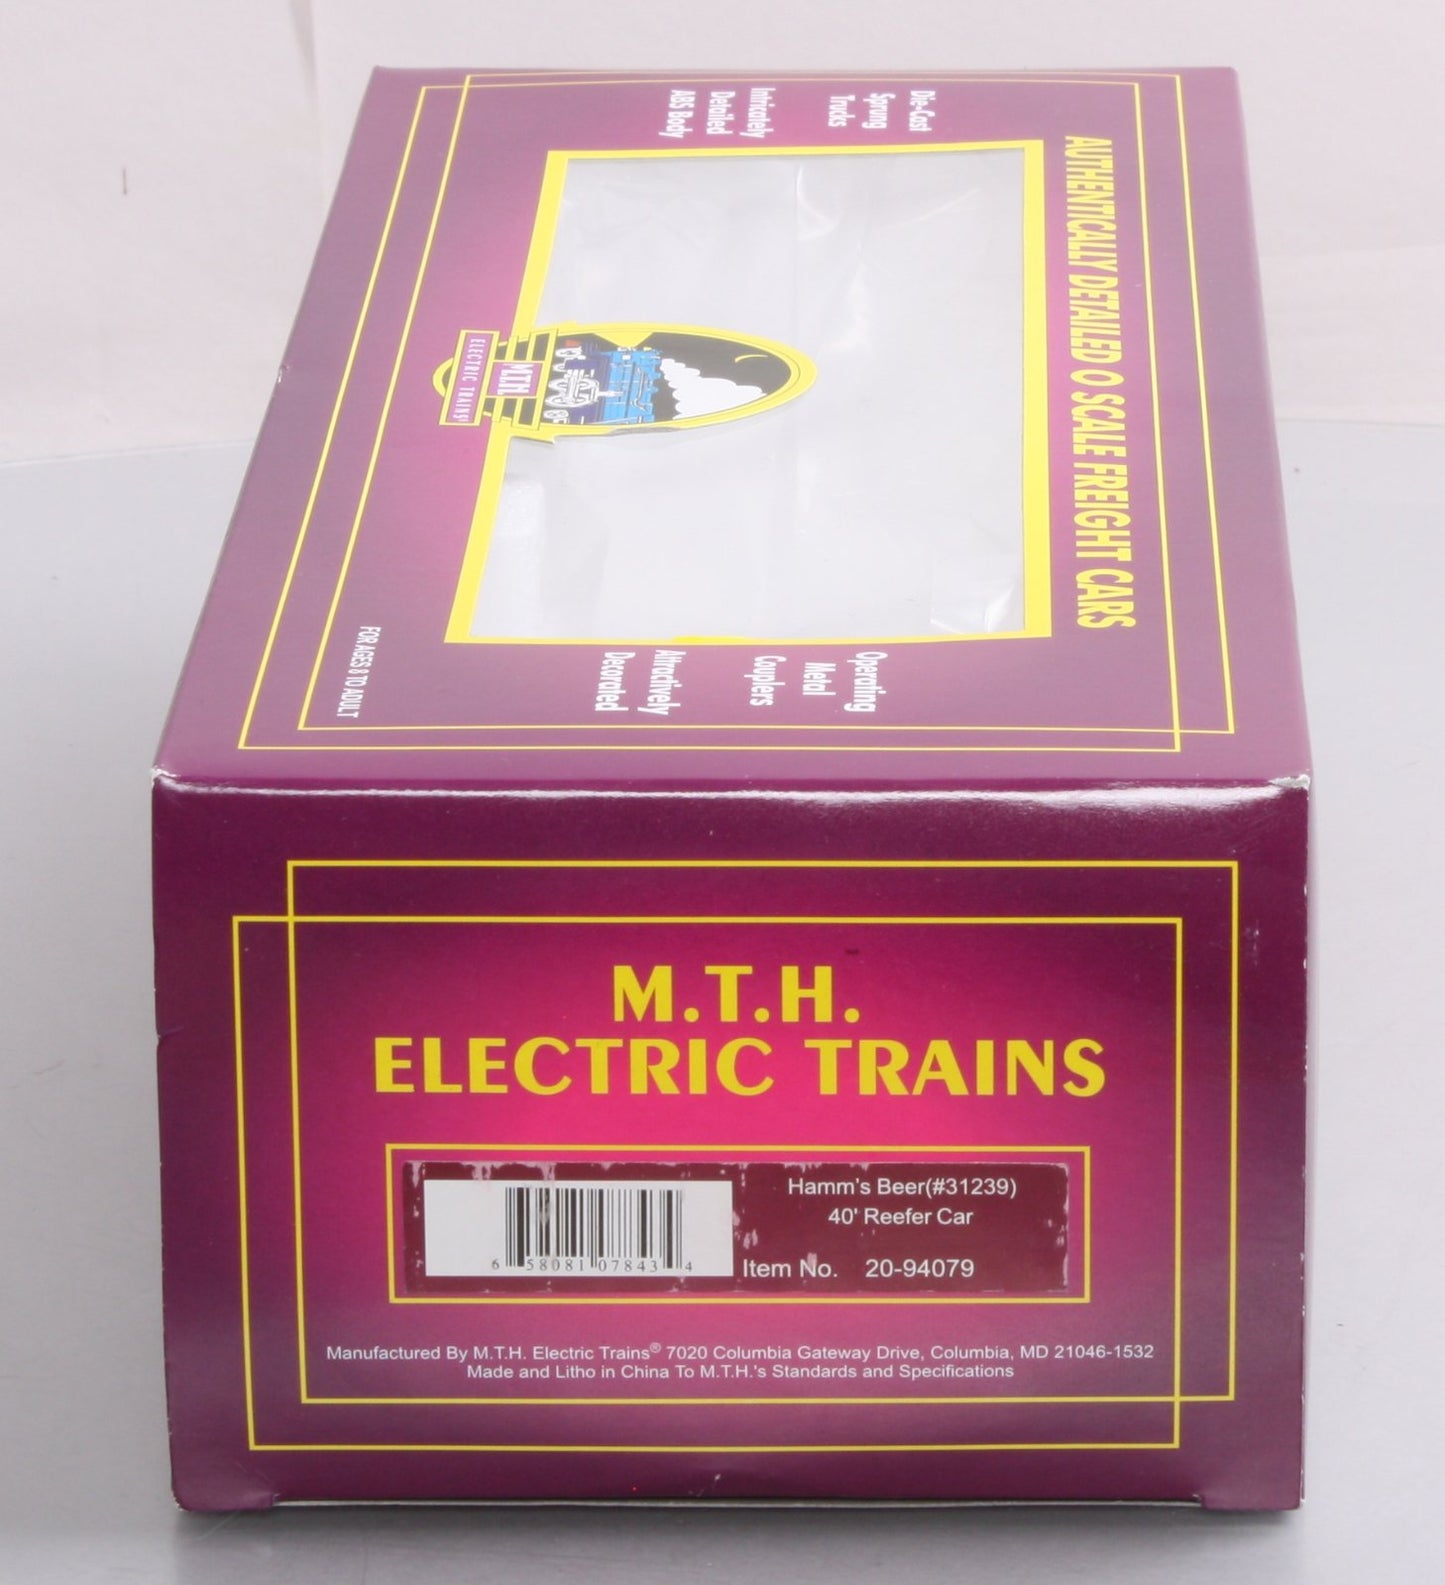 Die-Cast
Sprung
Trucks
Intricately
Detailed
ABS Body
AUTHENTICALLY DETAILED O SCALE FREIGHT CARS
M.T.H.
ELECTRIC TRAINS®
Operating
Metal
Couplers
Attractively
Decorated
FOR AGES 8 TO ADULT
M.T.H.
ELECTRIC TRAINS
Hamm's Beer(#31239)
40' Reefer Car
6 58081 07843 4
Item No. 20-94079
Manufactured By M.T.H. Electric Trains® 7020 Columbia Gateway Drive, Columbia, MD 21046-1532
Made and Litho in China To M.T.H.'s Standards and Specifications